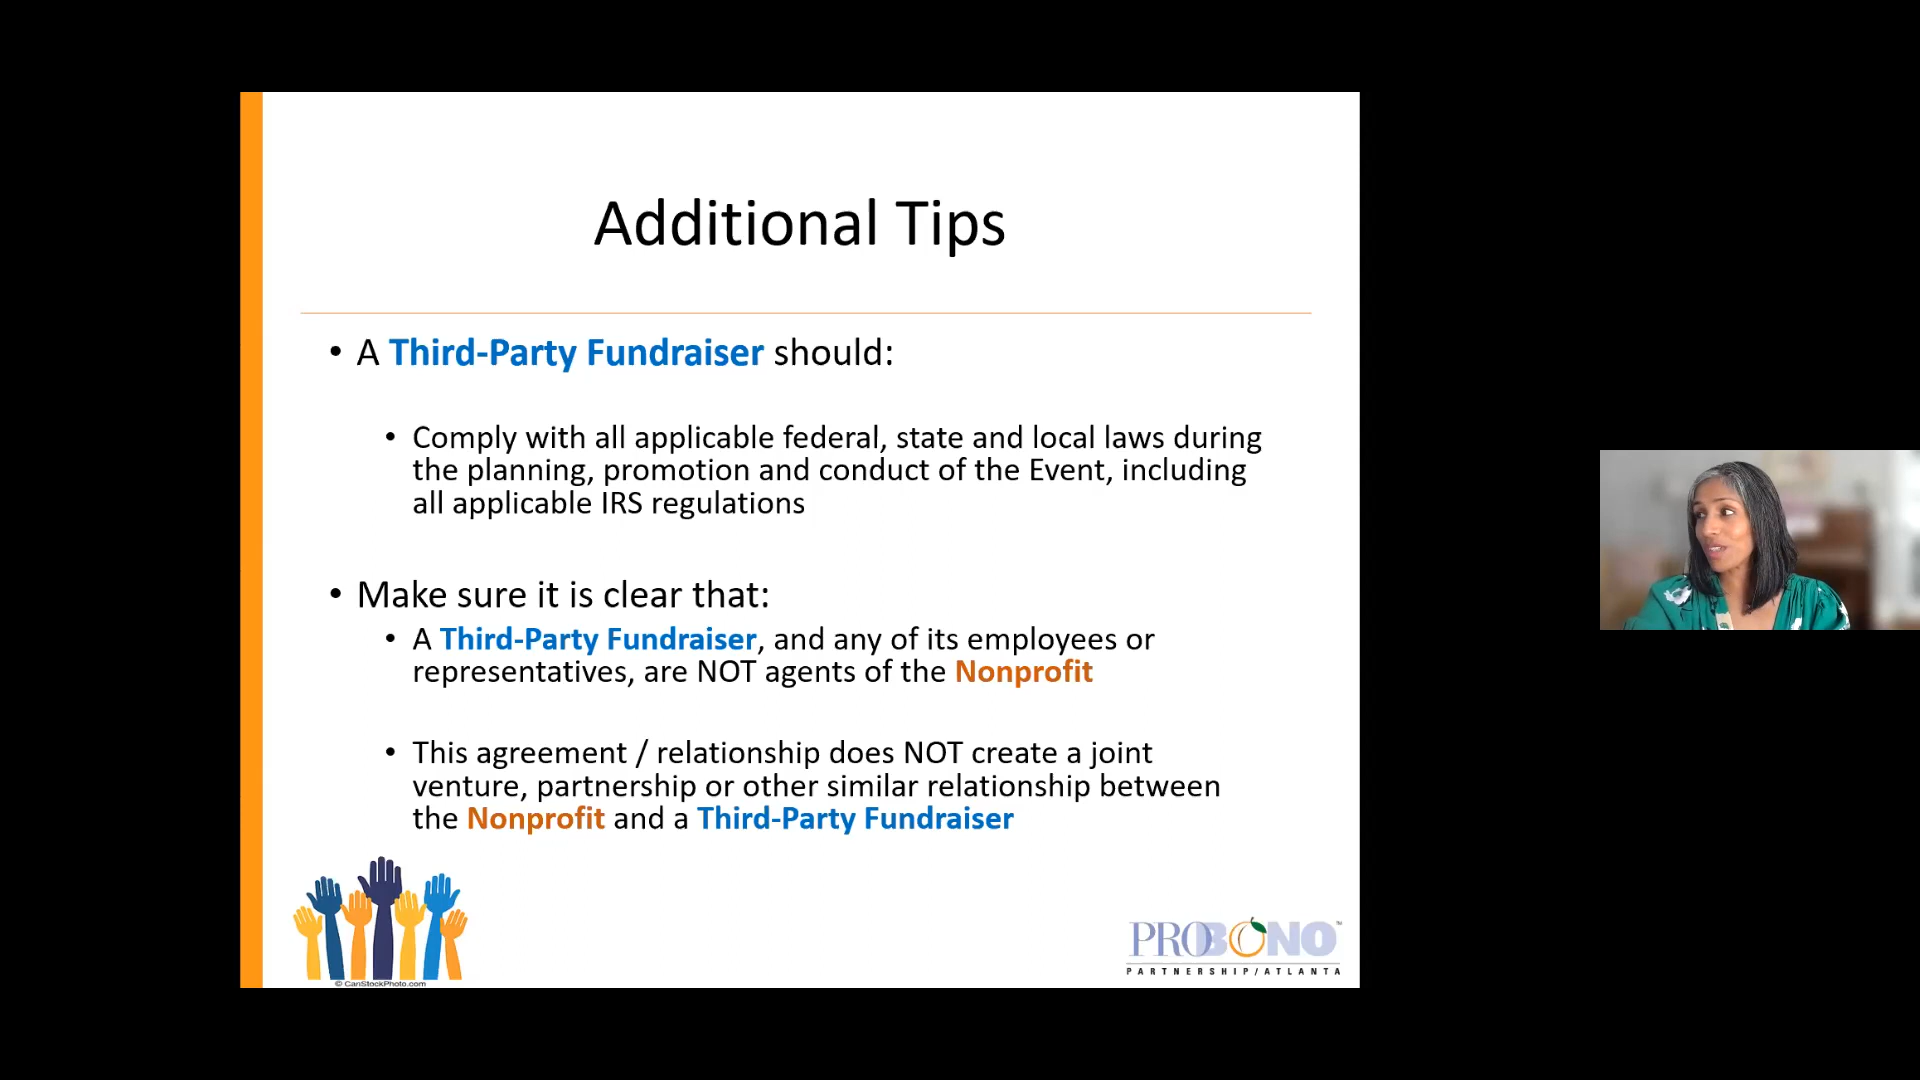 Additional Tips
• A Third-Party Fundraiser should:
• Comply with all applicable federal, state and local laws during
the planning, promotion and conduct of the Event, including
all applicable IRS regulations
• Make sure it is clear that:
• A Third-Party Fundraiser, and any of its employees or
representatives, are NOT agents of the Nonprofit
• This agreement / relationship does NOT create a joint
venture, partnership or other similar relationship between
the Nonprofit and a Third-Party Fundraiser
© CanStockPhoto.com
PROBONO™
PARTNERSHIP/ATLANTA